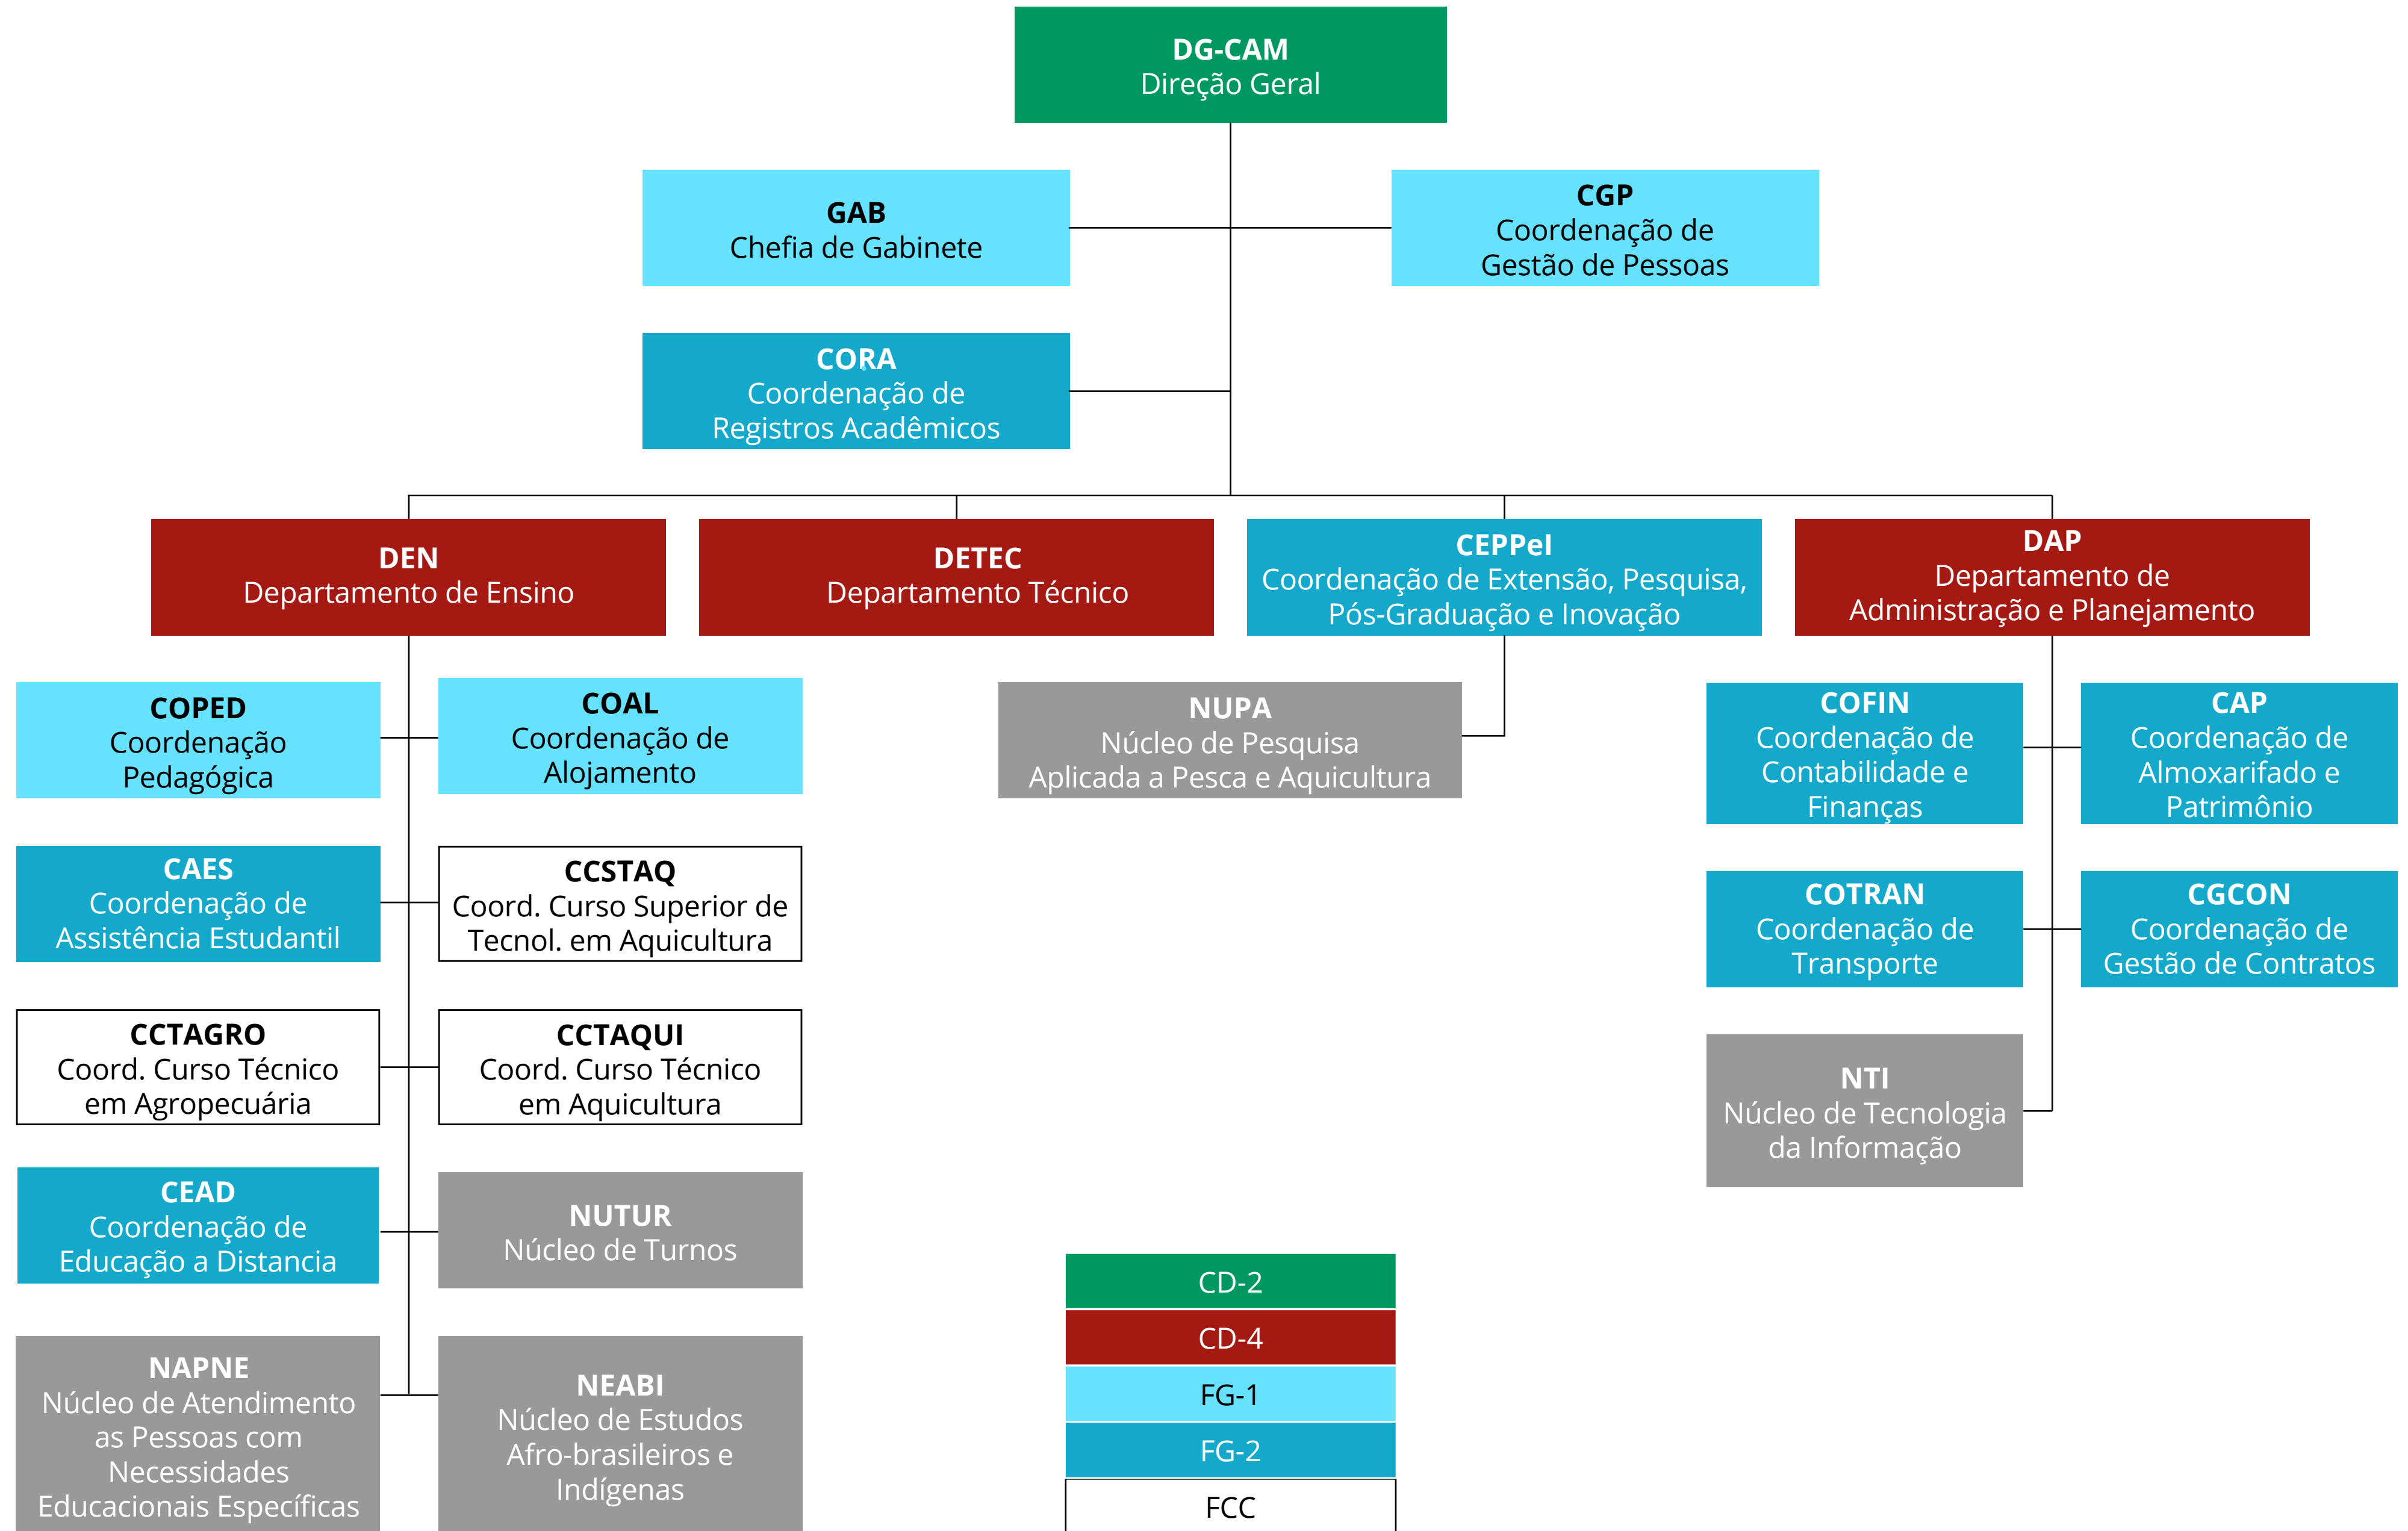 DG-CAM
Direção Geral
GAB
Chefia de Gabinete
CGP
Coordenação de
Gestão de Pessoas
CORA
Coordenação de
Registros Acadêmicos
DEN
Departamento de Ensino
DETEC
Departamento Técnico
CEPPeI
Coordenação de Extensão, Pesquisa,
Pós-Graduação e Inovação
DAP
Departamento de
Administração e Planejamento
COPED
Coordenação
Pedagógica
COAL
Coordenação de
Alojamento
NUPA
Núcleo de Pesquisa
Aplicada a Pesca e Aquicultura
COFIN
Coordenação de
Contabilidade e
Finanças
CAP
Coordenação de
Almoxarifado e
Patrimônio
CAES
Coordenação de
Assistência Estudantil
CCSTAQ
Coord. Curso Superior de
Tecnol. em Aquicultura
COTRAN
Coordenação de
Transporte
CGCON
Coordenação de
Gestão de Contratos
CCTAGRO
Coord. Curso Técnico
em Agropecuária
CCTAQUI
Coord. Curso Técnico
em Aquicultura
NTI
Núcleo de Tecnologia
da Informação
CEAD
Coordenação de
Educação a Distancia
NUTUR
Núcleo de Turnos
NAPNE
Núcleo de Atendimento
as Pessoas com
Necessidades
Educacionais Específicas
NEABI
Núcleo de Estudos
Afro-brasileiros e
Indígenas
CD-2
CD-4
FG-1
FG-2
FCC